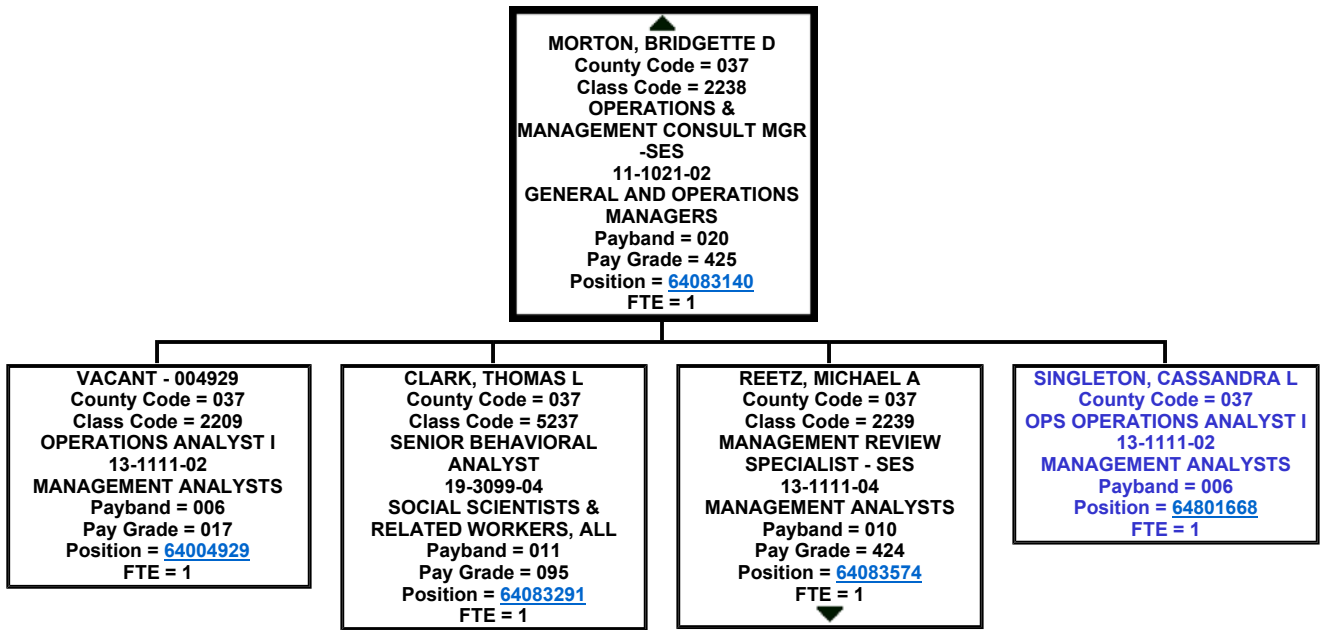 MORTON, BRIDGETTE D
County Code = 037
Class Code = 2238
OPERATIONS &
MANAGEMENT CONSULT MGR
-SES
11-1021-02
GENERAL AND OPERATIONS
MANAGERS
Payband = 020
Pay Grade = 425
Position = 64083140
FTE = 1
VACANT - 004929
County Code = 037
Class Code = 2209
OPERATIONS ANALYST I
13-1111-02
MANAGEMENT ANALYSTS
Payband = 006
Pay Grade = 017
Position = 64004929
FTE = 1
CLARK, THOMAS L
County Code = 037
Class Code = 5237
SENIOR BEHAVIORAL
ANALYST
19-3099-04
SOCIAL SCIENTISTS &
RELATED WORKERS, ALL
Payband = 011
Pay Grade = 095
Position = 64083291
FTE = 1
REETZ, MICHAEL A
County Code = 037
Class Code = 2239
MANAGEMENT REVIEW
SPECIALIST - SES
13-1111-04
MANAGEMENT ANALYSTS
Payband = 010
Pay Grade = 424
Position = 64083574
FTE = 1
SINGLETON, CASSANDRA L
County Code = 037
OPS OPERATIONS ANALYST I
13-1111-02
MANAGEMENT ANALYSTS
Payband = 006
Position = 64801668
FTE = 1